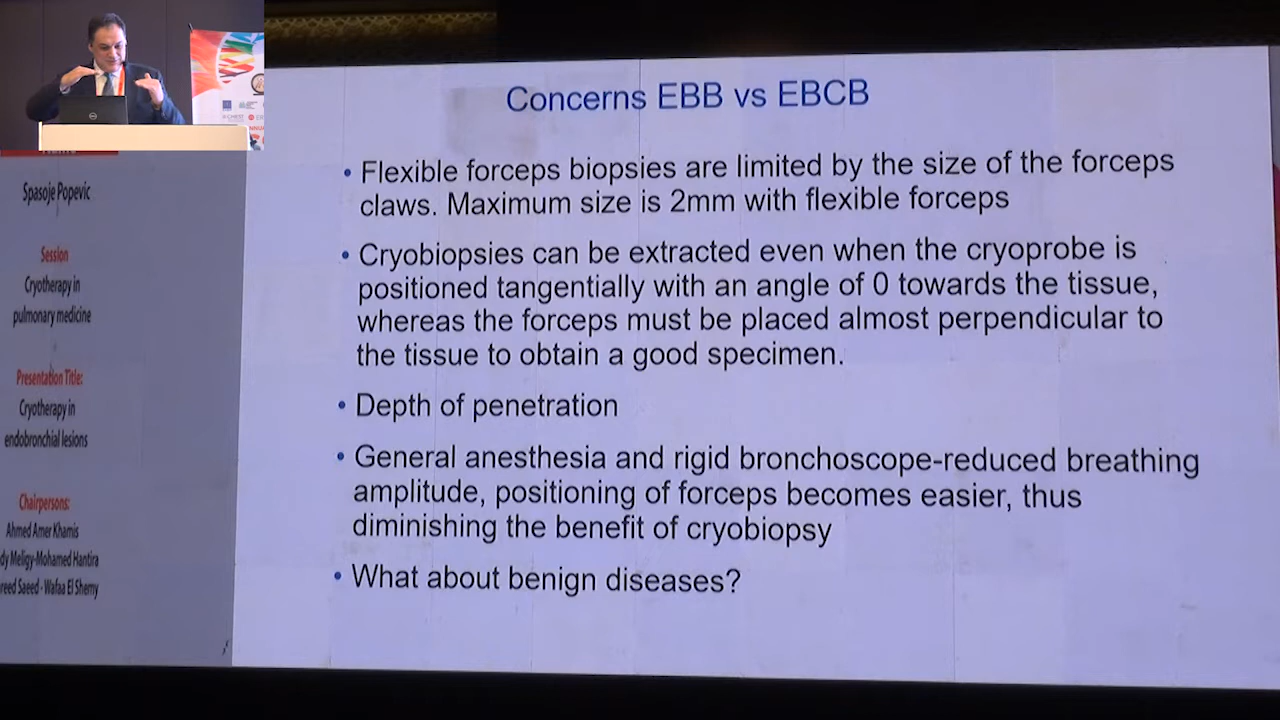 Concerns EBB vs EBCB
• Flexible forceps biopsies are limited by the size of the forceps
claws. Maximum size is 2mm with flexible forceps
• Cryobiopsies can be extracted even when the cryoprobe is
positioned tangentially with an angle of 0 towards the tissue,
whereas the forceps must be placed almost perpendicular to
the tissue to obtain a good specimen.
• Depth of penetration
• General anesthesia and rigid bronchoscope-reduced breathing
amplitude, positioning of forceps becomes easier, thus
diminishing the benefit of cryobiopsy
• What about benign diseases?
Spasoje Popevic
Session
Cryotherapy in
pulmonary medicine
Presentation Title:
Cryotherapy in
endobronchial lesions
Chairpersons:
Ahmed Amer Khamis
dy Meligy-Mohamed Hantira
reed Saeed - Wafaa El Shemy